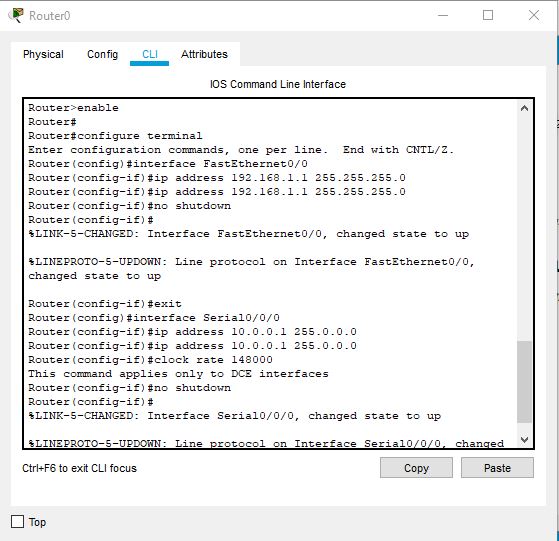 Router0
Physical Config CLI Attributes
IOS Command Line Interface
Router>enable
Router#
Router#configure terminal
Enter configuration commands, one per line.  End with CNTL/Z.
Router(config)#interface FastEthernet0/0
Router(config-if)#ip address 192.168.1.1 255.255.255.0
Router(config-if)#ip address 192.168.1.1 255.255.255.0
Router(config-if)#no shutdown
Router(config-if)#
%LINK-5-CHANGED: Interface FastEthernet0/0, changed state to up
%LINEPROTO-5-UPDOWN: Line protocol on Interface FastEthernet0/0,
changed state to up
Router(config-if)#exit
Router(config)#interface Serial0/0/0
Router(config-if)#ip address 10.0.0.1 255.0.0.0
Router(config-if)#ip address 10.0.0.1 255.0.0.0
Router(config-if)#clock rate 148000
This command applies only to DCE interfaces
Router(config-if)#no shutdown
Router(config-if)#
%LINK-5-CHANGED: Interface Serial0/0/0, changed state to up
%LINEPROTO-5-UPDOWN: Line protocol on Interface Serial0/0/0, changed
Ctrl+F6 to exit CLI focus
Copy Paste
Top